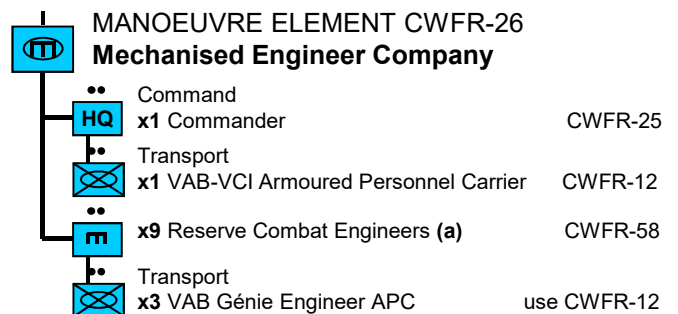 MANOEUVRE ELEMENT CWFR-26
Mechanised Engineer Company
Command
HQ x1 Commander CWFR-25
Transport
x1 VAB-VCI Armoured Personnel Carrier CWFR-12
x9 Reserve Combat Engineers (a) CWFR-58
Transport
x3 VAB Génie Engineer APC use CWFR-12